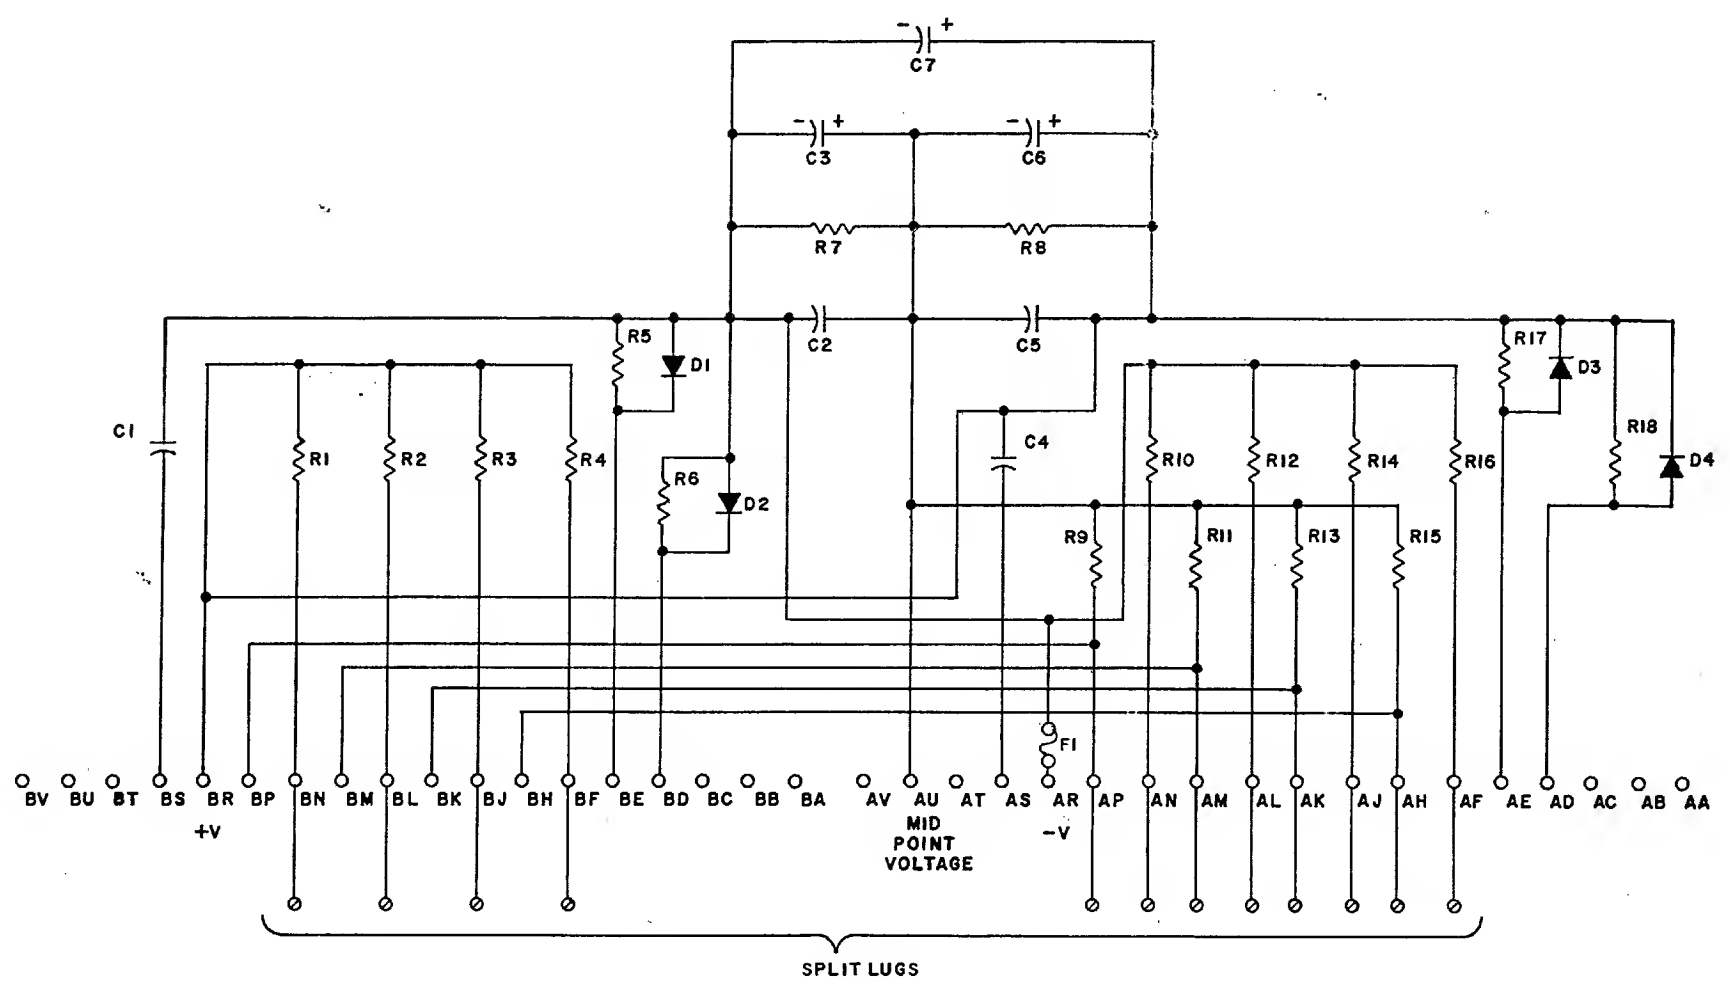 - +
C7
- + - +
C3 C6
R7 R8
R5 D1 C2 C5 R17 D3
C1 R1 R2 R3 R4 R6 D2 C4 R10 R12 R14 R16 R18 D4
R9 R11 R13 R15
F1
BV BU BT BS BR BP BN BM BL BK BJ BH BF BE BD BC BB BA AV AU AT AS AR AP AN AM AL AK AJ AH AF AE AD AC AB AA
+V MID -V
POINT
VOLTAGE
SPLIT LUGS